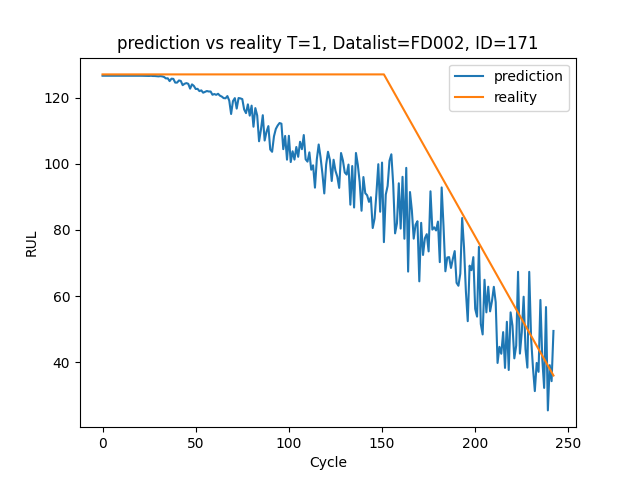 prediction vs reality T=1, Datalist=FD002, ID=171
prediction
reality
120
100
80
60
40
RUL
0
50
100
150
200
250
Cycle